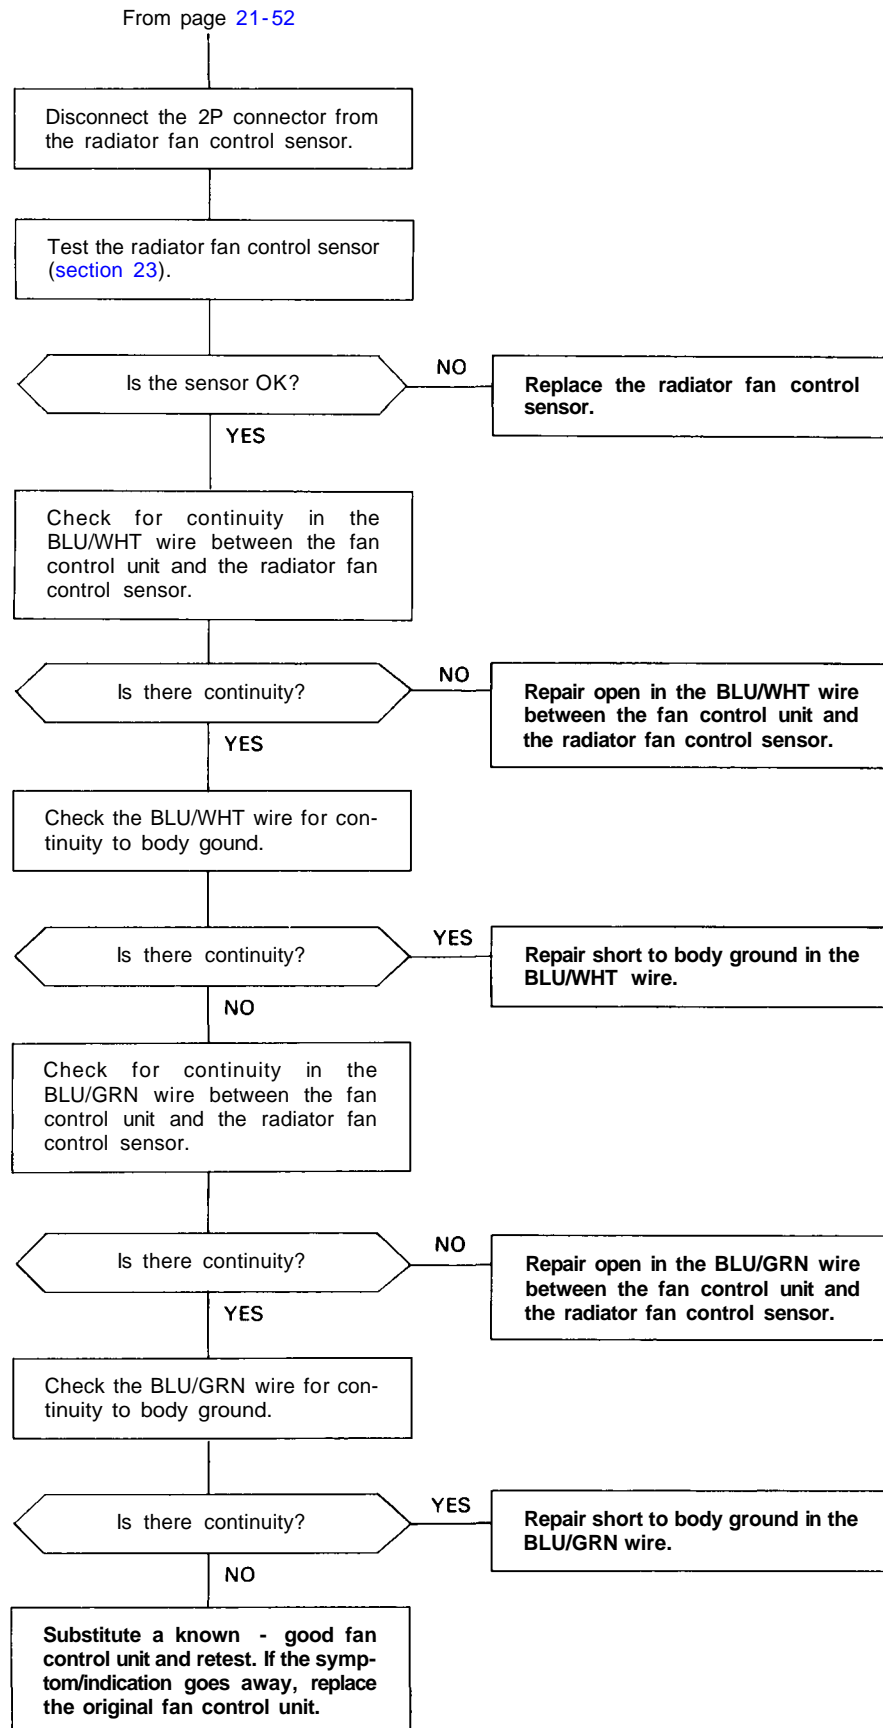 From page 21-52
Disconnect the 2P connector from
the radiator fan control sensor.
Test the radiator fan control sensor
(section 23).
Is the sensor OK?
NO
Replace the radiator fan control
sensor.
YES
Check for continuity in the
BLU/WHT wire between the fan
control unit and the radiator fan
control sensor.
Is there continuity?
NO
Repair open in the BLU/WHT wire
between the fan control unit and
the radiator fan control sensor.
YES
Check the BLU/WHT wire for con-
tinuity to body gound.
Is there continuity?
YES
Repair short to body ground in the
BLU/WHT wire.
NO
Check for continuity in the
BLU/GRN wire between the fan
control unit and the radiator fan
control sensor.
Is there continuity?
NO
Repair open in the BLU/GRN wire
between the fan control unit and
the radiator fan control sensor.
YES
Check the BLU/GRN wire for con-
tinuity to body ground.
Is there continuity?
YES
Repair short to body ground in the
BLU/GRN wire.
NO
Substitute a known - good fan
control unit and retest. If the symp-
tom/indication goes away, replace
the original fan control unit.